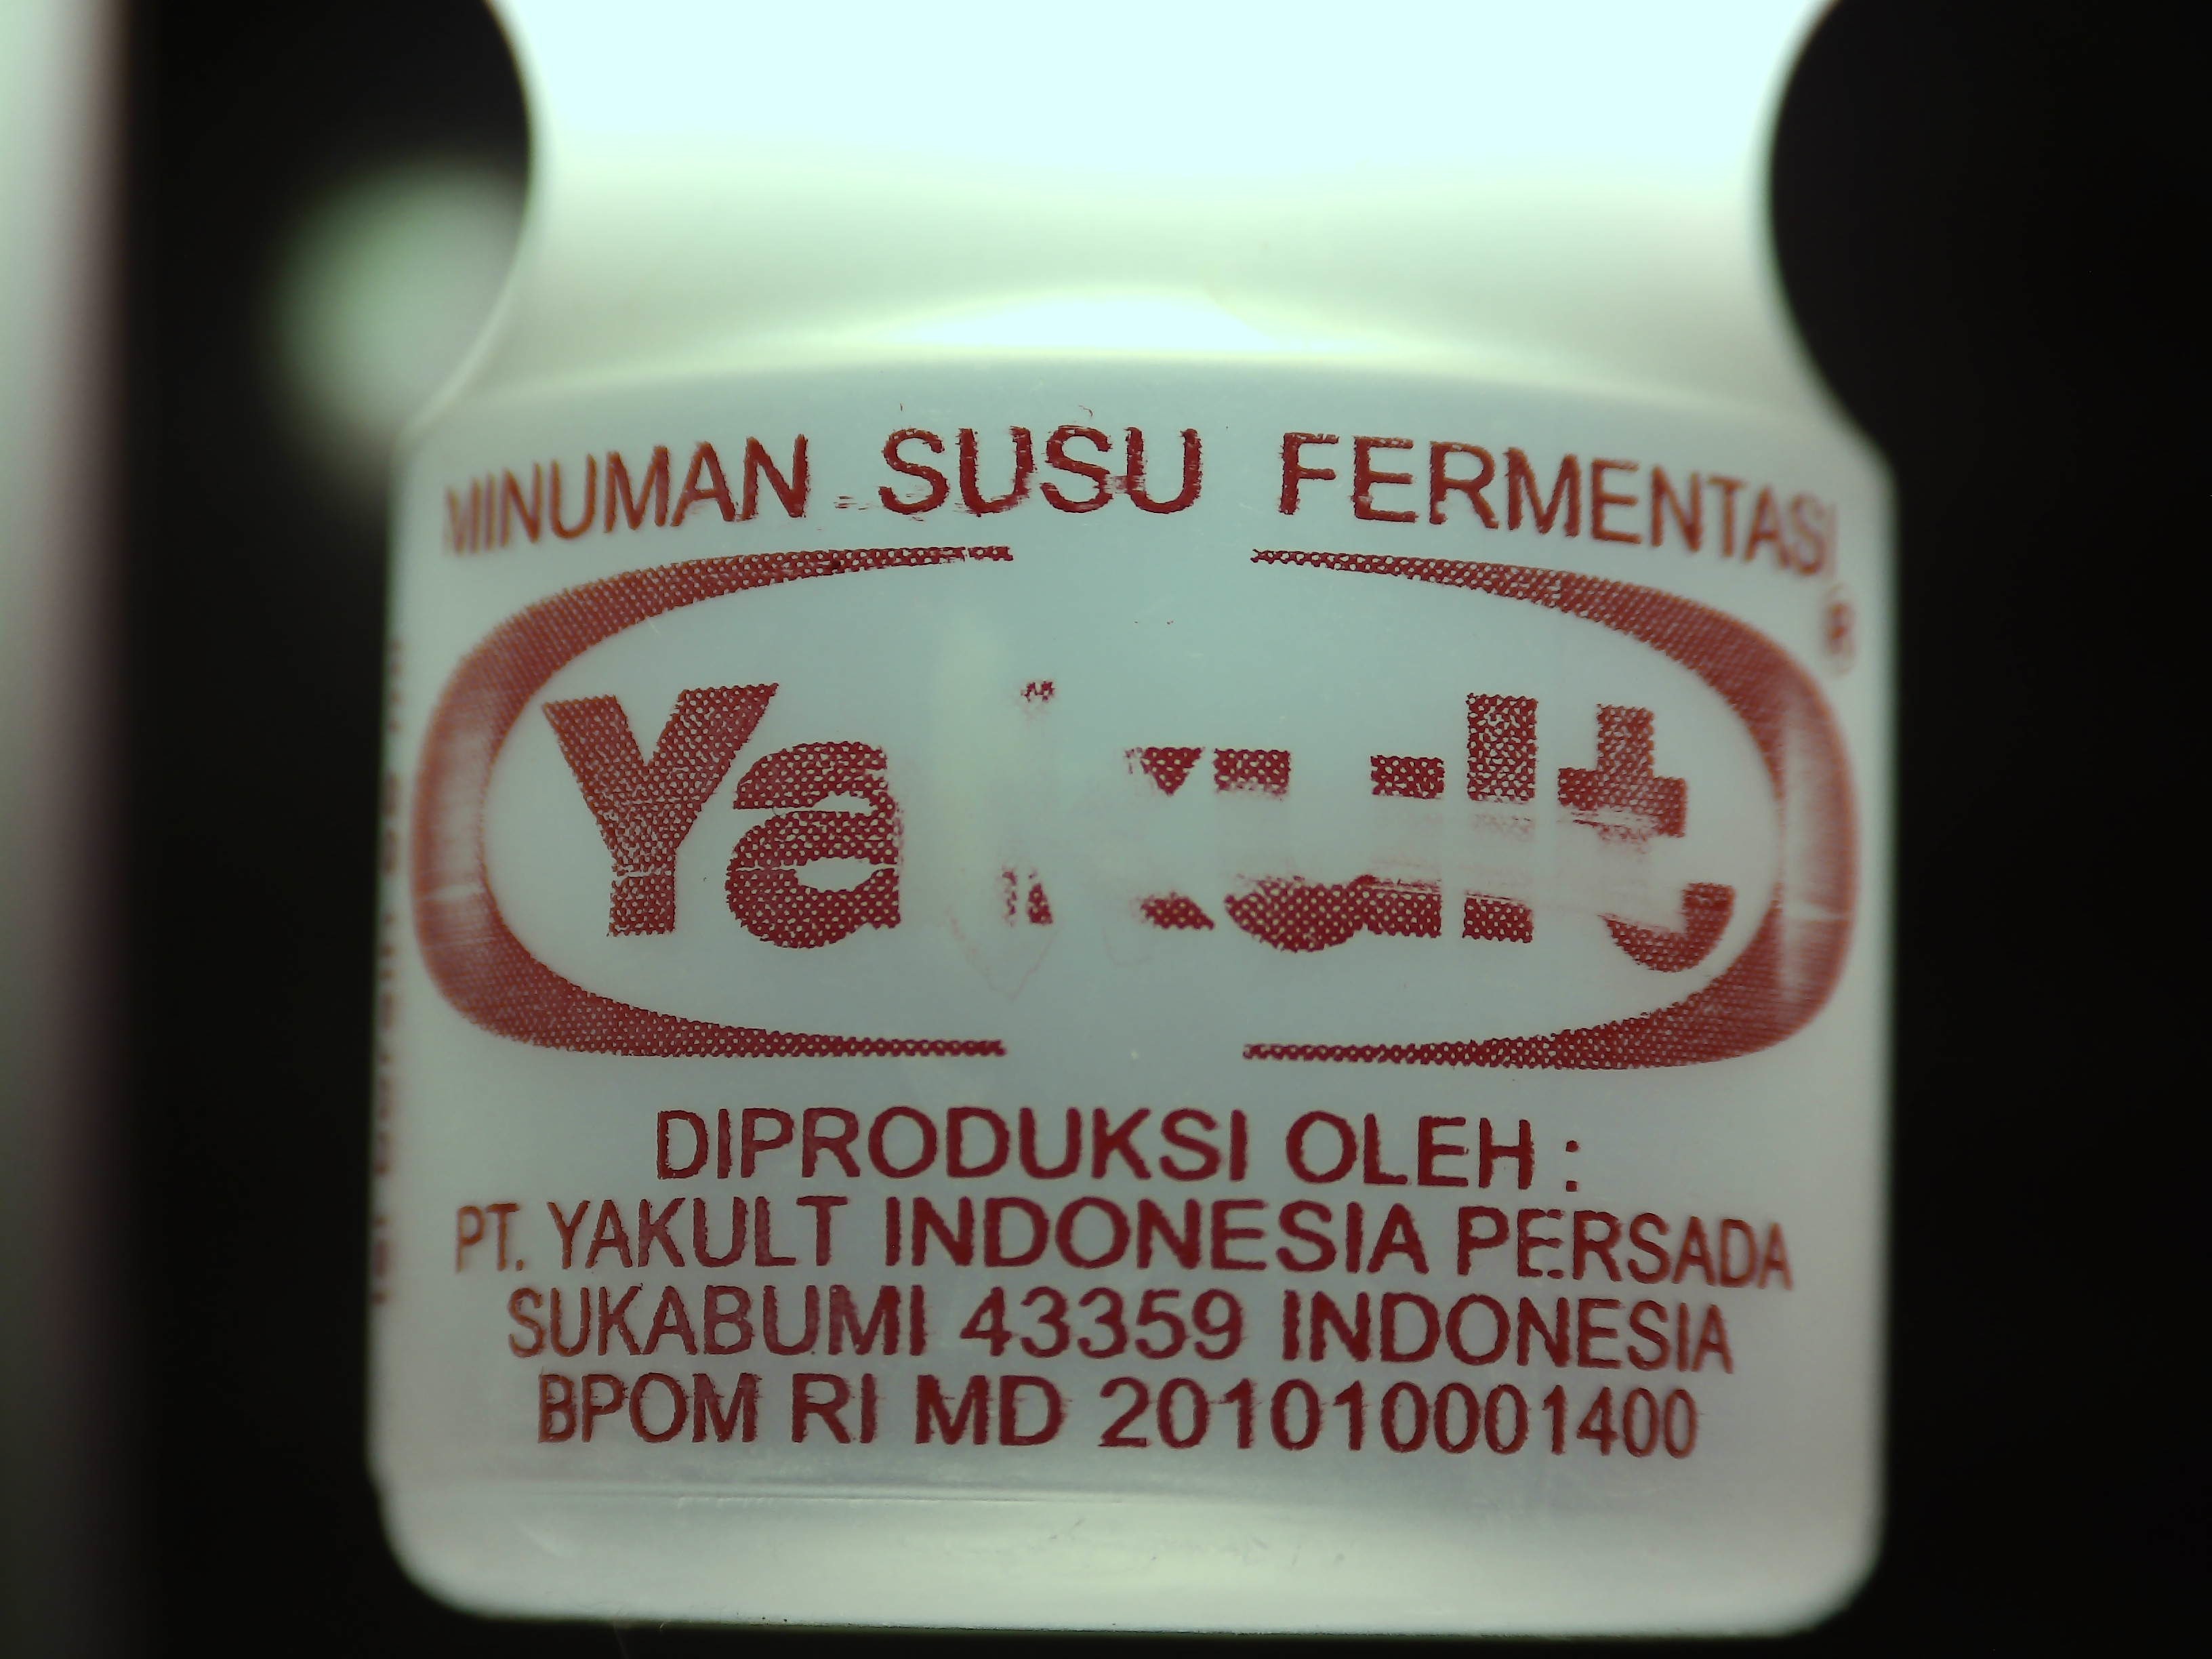 MINUMAN SUSU FERMENTASI
Yakult
®
DIPRODUKSI OLEH :
PT. YAKULT INDONESIA PERSADA
SUKABUMI 43359 INDONESIA
BPOM RI MD 201010001400